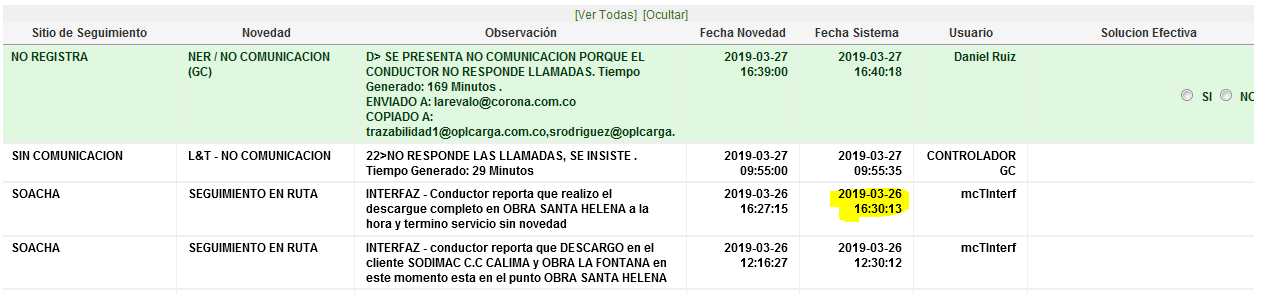 [Ver Todas] [Ocultar]
Sitio de Seguimiento Novedad Observación Fecha Novedad Fecha Sistema Usuario Solucion Efectiva
NO REGISTRA
NER / NO COMUNICACION
(GC)
D> SE PRESENTA NO COMUNICACION PORQUE EL
CONDUCTOR NO RESPONDE LLAMADAS. Tiempo
Generado: 169 Minutos .
ENVIADO A: larevalo@corona.com.co
COPIADO A:
trazabilidad1@oplcarga.com.co,srodriguez@oplcarga.
2019-03-27
16:39:00
2019-03-27
16:40:18
Daniel Ruiz
SI NO
SIN COMUNICACION
L&T - NO COMUNICACION
22>NO RESPONDE LAS LLAMADAS, SE INSISTE .
Tiempo Generado: 29 Minutos
2019-03-27
09:55:00
2019-03-27
09:55:35
CONTROLADOR
GC
SOACHA
SEGUIMIENTO EN RUTA
INTERFAZ - Conductor reporta que realizo el
descargue completo en OBRA SANTA HELENA a la
hora y termino servicio sin novedad
2019-03-26
16:27:15
2019-03-26
16:30:13
mcTInterf
SOACHA
SEGUIMIENTO EN RUTA
INTERFAZ - conductor reporta que DESCARGO en el
cliente SODIMAC C.C CALIMA y OBRA LA FONTANA en
este momento esta en el punto OBRA SANTA HELENA
2019-03-26
12:16:27
2019-03-26
12:30:12
mcTInterf